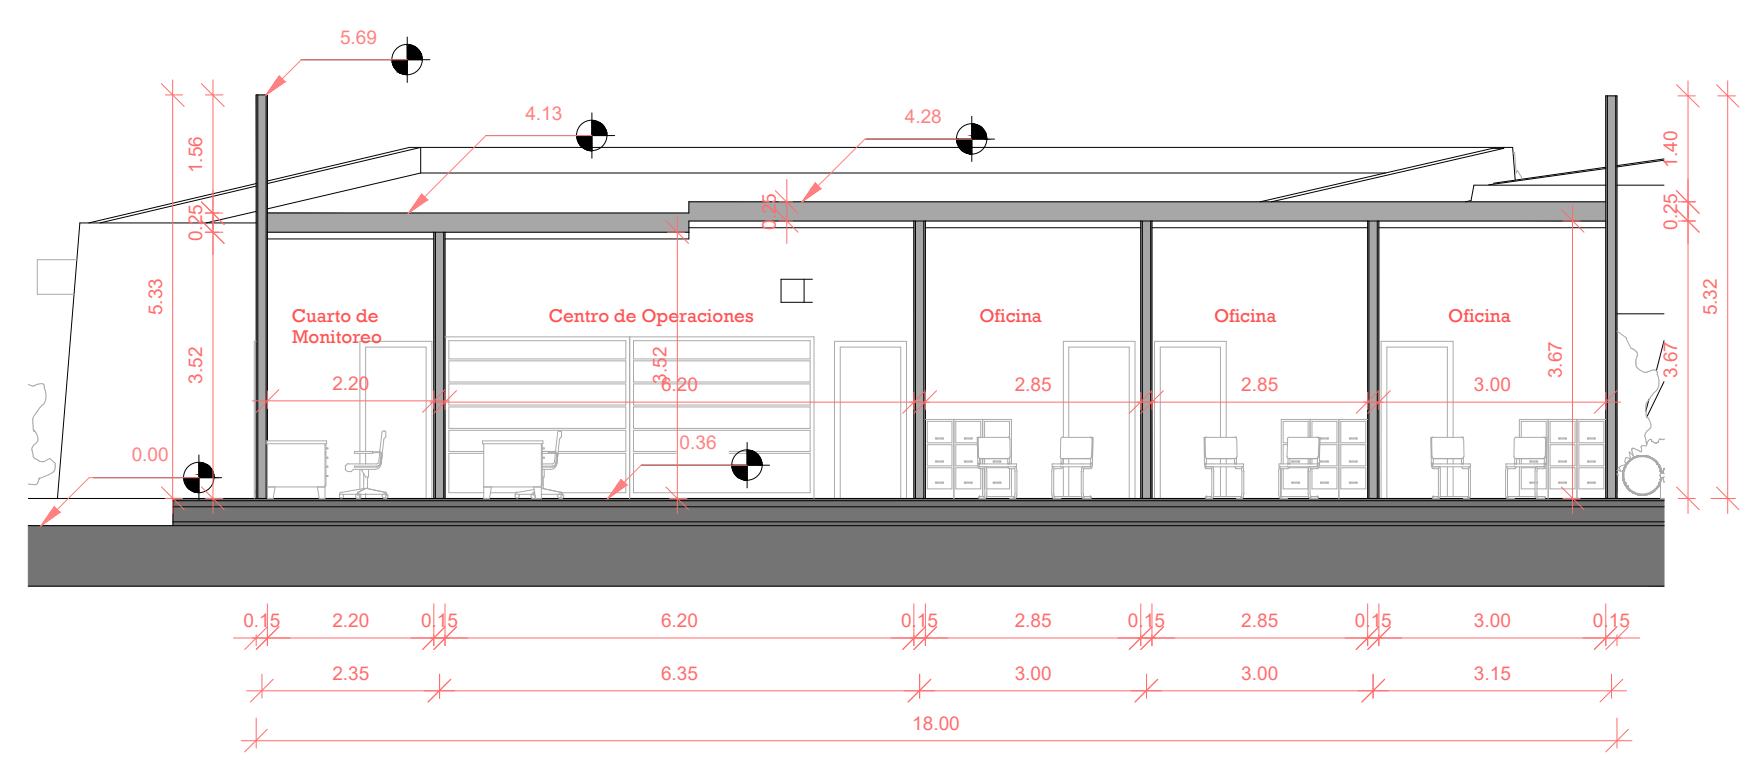 5.69
4.13
4.28
1.56
1.40
0.25
0.25
0.25
5.33
5.32
Cuarto de
Monitoreo
Centro de Operaciones
Oficina
Oficina
Oficina
3.52
3.52
3.67
3.67
2.20
6.20
2.85
2.85
3.00
0.00
0.36
0.15 2.20 0.15 6.20 0.15 2.85 0.15 2.85 0.15 3.00 0.15
2.35 6.35 3.00 3.00 3.15
18.00